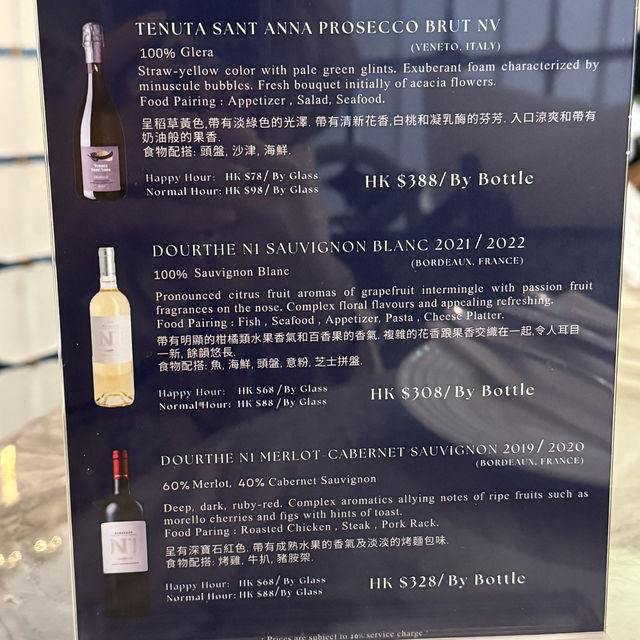 TENUTA SANT ANNA PROSECCO BRUT NV
(VENETO, ITALY)
100% Glera
Straw-yellow color with pale green glints. Exuberant foam characterized by
minuscule bubbles. Fresh bouquet initially of acacia flowers.
Food Pairing : Appetizer , Salad, Seafood.
呈稻草黃色,帶有淡綠色的光澤. 帶有清新花香,白桃和凝乳酶的芬芳. 入口涼爽和帶有
奶油般的果香.
食物配搭: 頭盤, 沙津, 海鮮.
Happy Hour: HK $78/ By Glass
Normal Hour: HK $98/ By Glass
HK $388/By Bottle
DOURTHE N1 SAUVIGNON BLANC 2021/2022
(BORDEAUX, FRANCE)
100% Sauvignon Blanc
Pronounced citrus fruit aromas of grapefruit intermingle with passion fruit
fragrances on the nose. Complex floral flavours and appealing refreshing.
Food Pairing : Fish , Seafood , Appetizer, Pasta , Cheese Platter.
帶有明顯的柑橘類水果香氣和百香果的香氣. 複雜的花香跟果香交織在一起,令人耳目
一新, 餘韻悠長.
食物配搭: 魚, 海鮮, 頭盤, 意粉, 芝士拼盤.
Happy Hour: HK $68 /By Glass
Normal Hour: HK $88 /By Glass
HK $308/By Bottle
DOURTHE N1 MERLOT-CABERNET SAUVIGNON 2019/2020
(BORDEAUX, FRANCE)
60% Merlot, 40% Cabernet Sauvignon
Deep, dark, ruby-red. Complex aromatics allying notes of ripe fruits such as
morello cherries and figs with hints of toast.
Food Paring : Roasted Chicken , Steak , Pork Rack.
呈有深寶石紅色. 帶有成熟水果的香氣及淡淡的烤麵包味.
食物配搭: 烤雞, 牛扒, 豬胺架.
Happy Hour: HK $68/By Glass
Normal Hour: HK $88/By Glass
HK $328/By Bottle
* Prices are subject to 10% service charge *